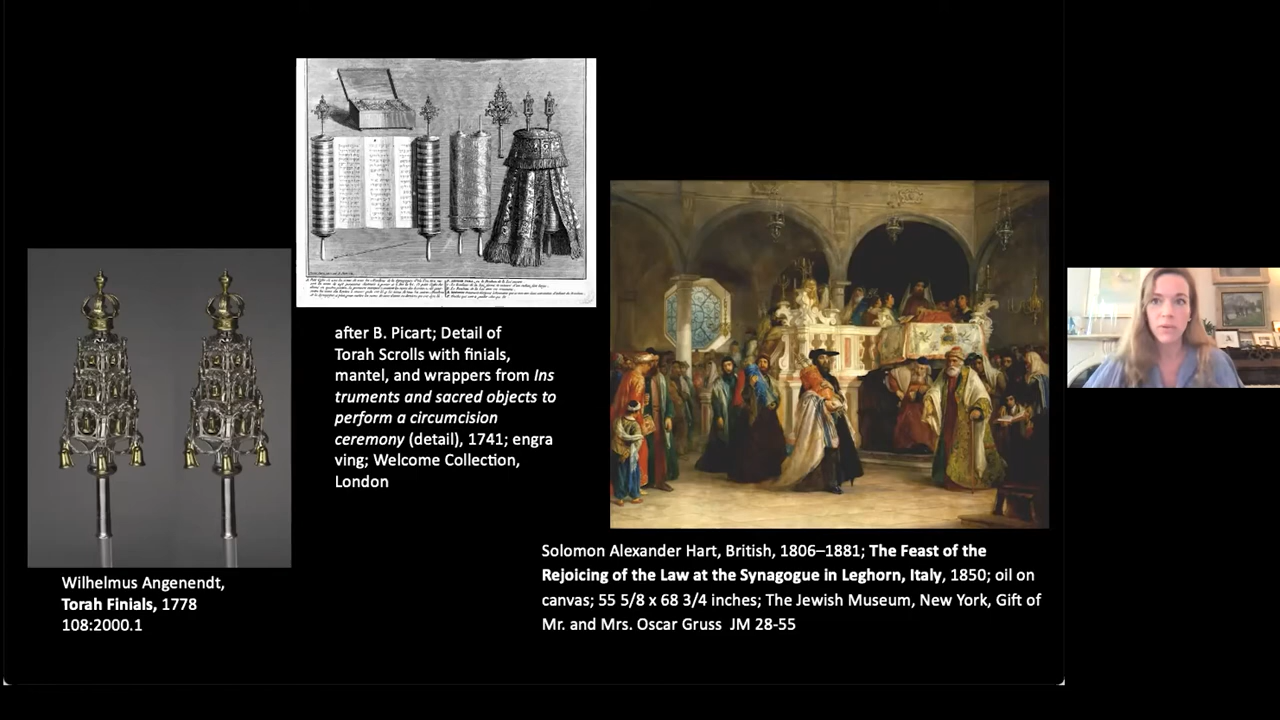 after B. Picart; Detail of
Torah Scrolls with finials,
mantel, and wrappers from Ins
truments and sacred objects to
perform a circumcision
ceremony (detail), 1741; engra
ving; Welcome Collection,
London
Wilhelmus Angenendt,
Torah Finials, 1778
108:2000.1
Solomon Alexander Hart, British, 1806–1881; The Feast of the
Rejoicing of the Law at the Synagogue in Leghorn, Italy, 1850; oil on
canvas; 55 5/8 x 68 3/4 inches; The Jewish Museum, New York, Gift of
Mr. and Mrs. Oscar Gruss  JM 28-55